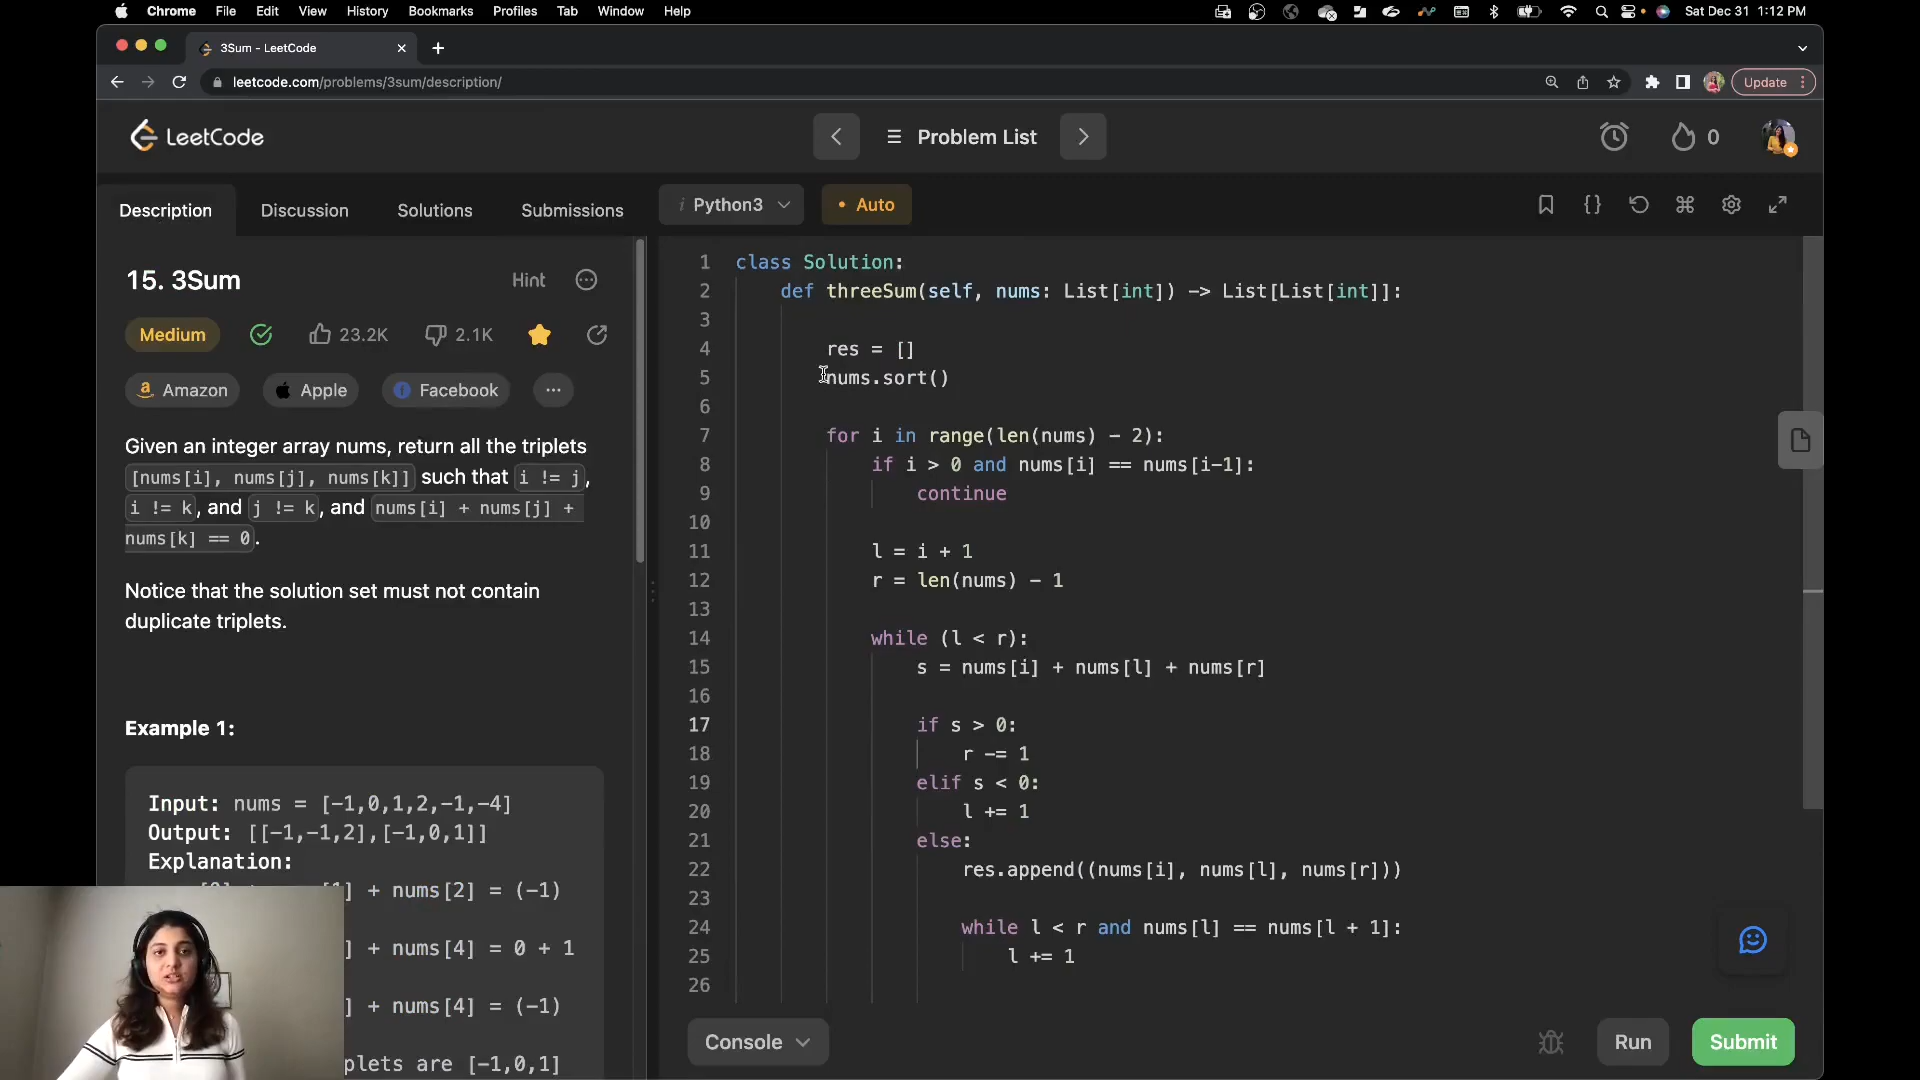 Chrome File Edit View History Bookmarks Profiles Tab Window Help Sat Dec 31 1:12 PM
3Sum - LeetCode
leetcode.com/problems/3sum/description/ Update
LeetCode Problem List 0
Description Discussion Solutions Submissions
Python3 Auto
15. 3Sum Hint
Medium 23.2K 2.1K
Amazon Apple Facebook
Given an integer array nums, return all the triplets
[nums[i], nums[j], nums[k]] such that i != j,
i != k, and j != k, and nums[i] + nums[j] +
nums[k] == 0.
Notice that the solution set must not contain
duplicate triplets.
Example 1:
Input: nums = [-1,0,1,2,-1,-4]
Output: [[-1,-1,2],[-1,0,1]]
Explanation:
] + nums[2] = (-1)
] + nums[4] = 0 + 1
] + nums[4] = (-1)
plets are [-1,0,1]
1 class Solution:
2 def threeSum(self, nums: List[int]) -> List[List[int]]:
3
4 res = []
5 nums.sort()
6
7 for i in range(len(nums) - 2):
8 if i > 0 and nums[i] == nums[i-1]:
9 continue
10
11 l = i + 1
12 r = len(nums) - 1
13
14 while (l < r):
15 s = nums[i] + nums[l] + nums[r]
16
17 if s > 0:
18 r -= 1
19 elif s < 0:
20 l += 1
21 else:
22 res.append((nums[i], nums[l], nums[r]))
23
24 while l < r and nums[l] == nums[l + 1]:
25 l += 1
26
Console Run Submit